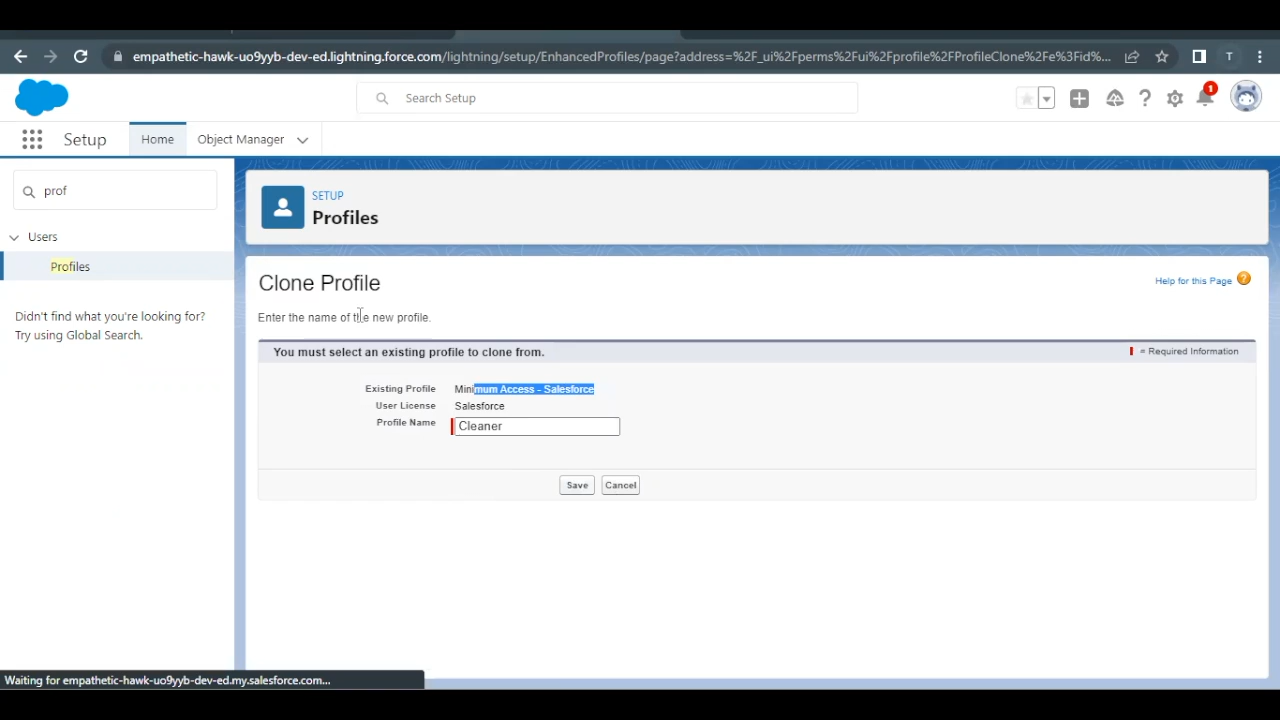 empathetic-hawk-uo9yyb-dev-ed.lightning.force.com/lightning/setup/EnhancedProfiles/page?address=%2F_ui%2Fperms%2Fui%2Fprofile%2FProfileClone%2Fe%3Fid%...
T
Search Setup
1
Setup
Home
Object Manager
prof
SETUP
Profiles
Users
Profiles
Didn't find what you're looking for?
Try using Global Search.
Clone Profile
Help for this Page
Enter the name of the new profile.
You must select an existing profile to clone from.
= Required Information
Existing Profile Minimum Access - Salesforce
User License Salesforce
Profile Name Cleaner
Save Cancel
Waiting for empathetic-hawk-uo9yyb-dev-ed.my.salesforce.com...